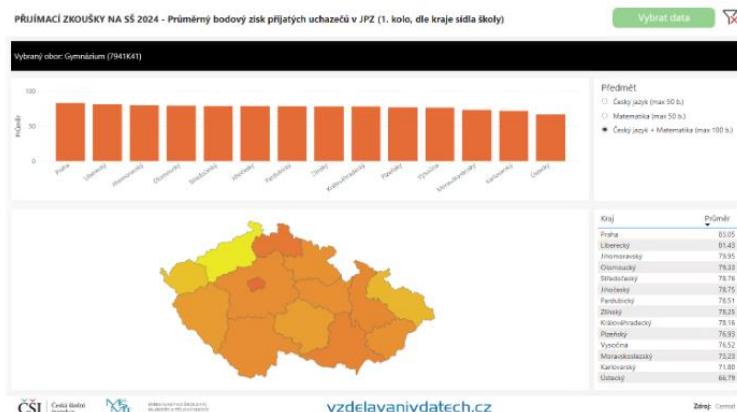 PŘIJÍMACÍ ZKOUŠKY NA SŠ 2024 - Průměrný bodový zisk přijatých uchazečů v JPZ (1. kolo, dle kraje sídla školy)
Vybrat data
Vybraný obor: Gymnázium (7941K41)
Průměr
100
50
0
Praha
Liberecký
Jihomoravský
Olomoucký
Středočeský
Jihočeský
Pardubický
Zlínský
Královéhradecký
Plzeňský
Vysočina
Moravskoslezský
Karlovarský
Ústecký
Předmět
Český jazyk (max 50 b.)
Matematika (max 50 b.)
Český jazyk + Matematika (max 100 b.)
Kraj Průměr
Praha 83.05
Liberecký 81.43
Jihomoravský 79.95
Olomoucký 79.33
Středočeský 78.76
Jihočeský 78.75
Pardubický 78.51
Zlínský 78.25
Královéhradecký 78.16
Plzeňský 76.93
Vysočina 76.52
Moravskoslezský 73.23
Karlovarský 71.80
Ústecký 66.79
ČŠI Česká školní
vzdelavanivdatech.cz
Zdroj: Cermat